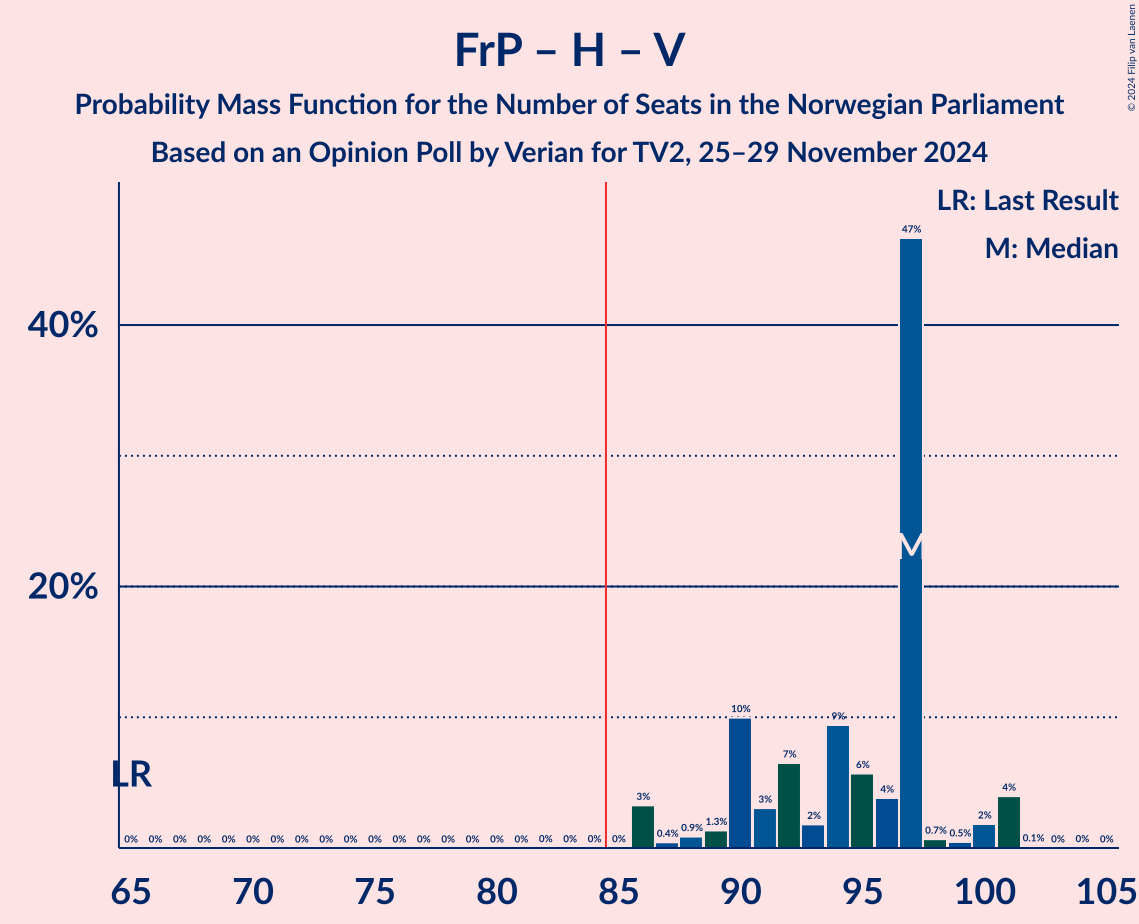 FrP – H – V
Probability Mass Function for the Number of Seats in the Norwegian Parliament
Based on an Opinion Poll by Verian for TV2, 25–29 November 2024
© 2024 Filip van Laenen
LR: Last Result
M: Median
40%
20%
LR
M
0% 0% 0% 0% 0% 0% 0% 0% 0% 0% 0% 0% 0% 0% 0% 0% 0% 0% 0% 0% 0% 3% 0.4% 0.9% 1.3% 10% 3% 7% 2% 9% 6% 4% 47% 0.7% 0.5% 2% 4% 0.1% 0% 0% 0%
65 70 75 80 85 90 95 100 105